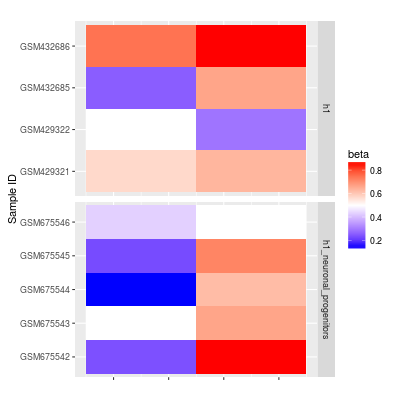 Sample ID
GSM432686
GSM432685
GSM429322
GSM429321
h1
GSM675546
GSM675545
GSM675544
GSM675543
GSM675542
h1_neuronal_progenitors
beta
0.8
0.6
0.4
0.2